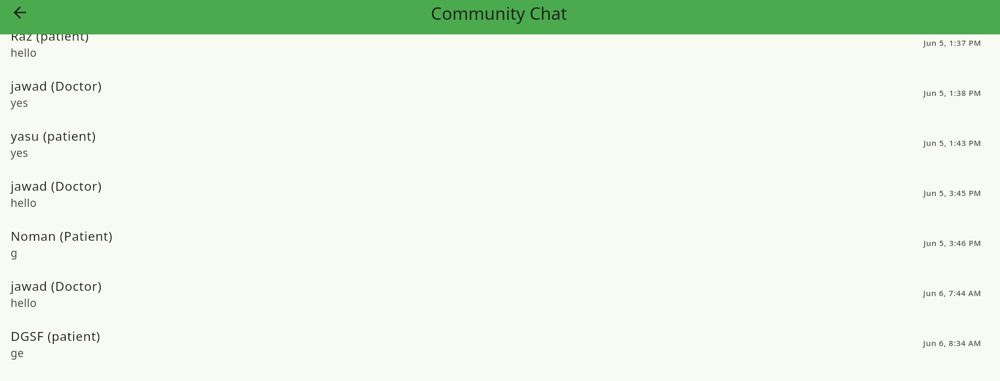 Community Chat
Raz (patient)
Jun 5, 1:37 PM
hello
jawad (Doctor)
Jun 5, 1:38 PM
yes
yasu (patient)
Jun 5, 1:43 PM
yes
jawad (Doctor)
Jun 5, 3:45 PM
hello
Noman (Patient)
Jun 5, 3:46 PM
g
jawad (Doctor)
Jun 6, 7:44 AM
hello
DGSF (patient)
Jun 6, 8:34 AM
ge